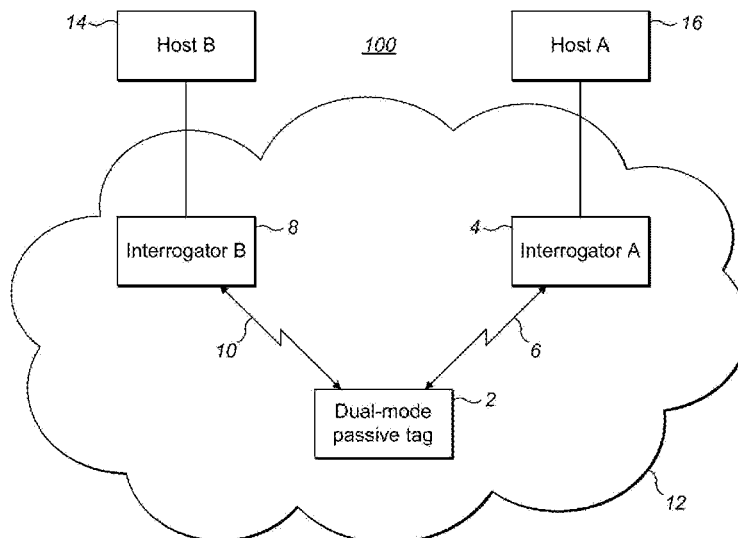 14
Host B
100
Host A
16
Interrogator B
8
4
Interrogator A
10
6
Dual-mode
passive tag
2
12